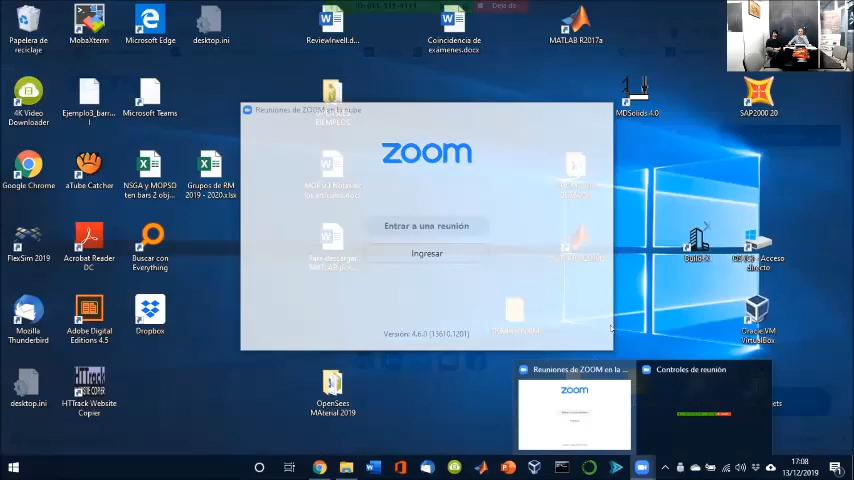 Papelera de
reciclaje
MobaXterm
Microsoft Edge
desktop.ini
ReviewIrwell.d...
Coincidencia de
exámenes.docx
MATLAB R2017a
4K Video
Downloader
Ejemplo3_barr...
Microsoft Teams
Reuniones de ZOOM en la nube
EJEMPLOS
MDSolids 4.0
SAP2000 20
Google Chrome
aTube Catcher
NSGA y MOPSO
ten bars 2 obj...
Grupos de RM
2019 - 2020.xlsx
zoom
Entrar a una reunión
Ingresar
FlexSim 2019
Acrobat Reader
DC
Buscar con
Everything
Para descargar
Build-X
Acceso
directo
Mozilla
Thunderbird
Adobe Digital
Editions 4.5
Dropbox
Versión: 4.6.0 (13610.1201)
Oracle VM
VirtualBox
desktop.ini
HTTrack Website
Copier
OpenSees
MAterial 2019
Reuniones de ZOOM en la ...
Controles de reunión
zoom
17:08
13/12/2019